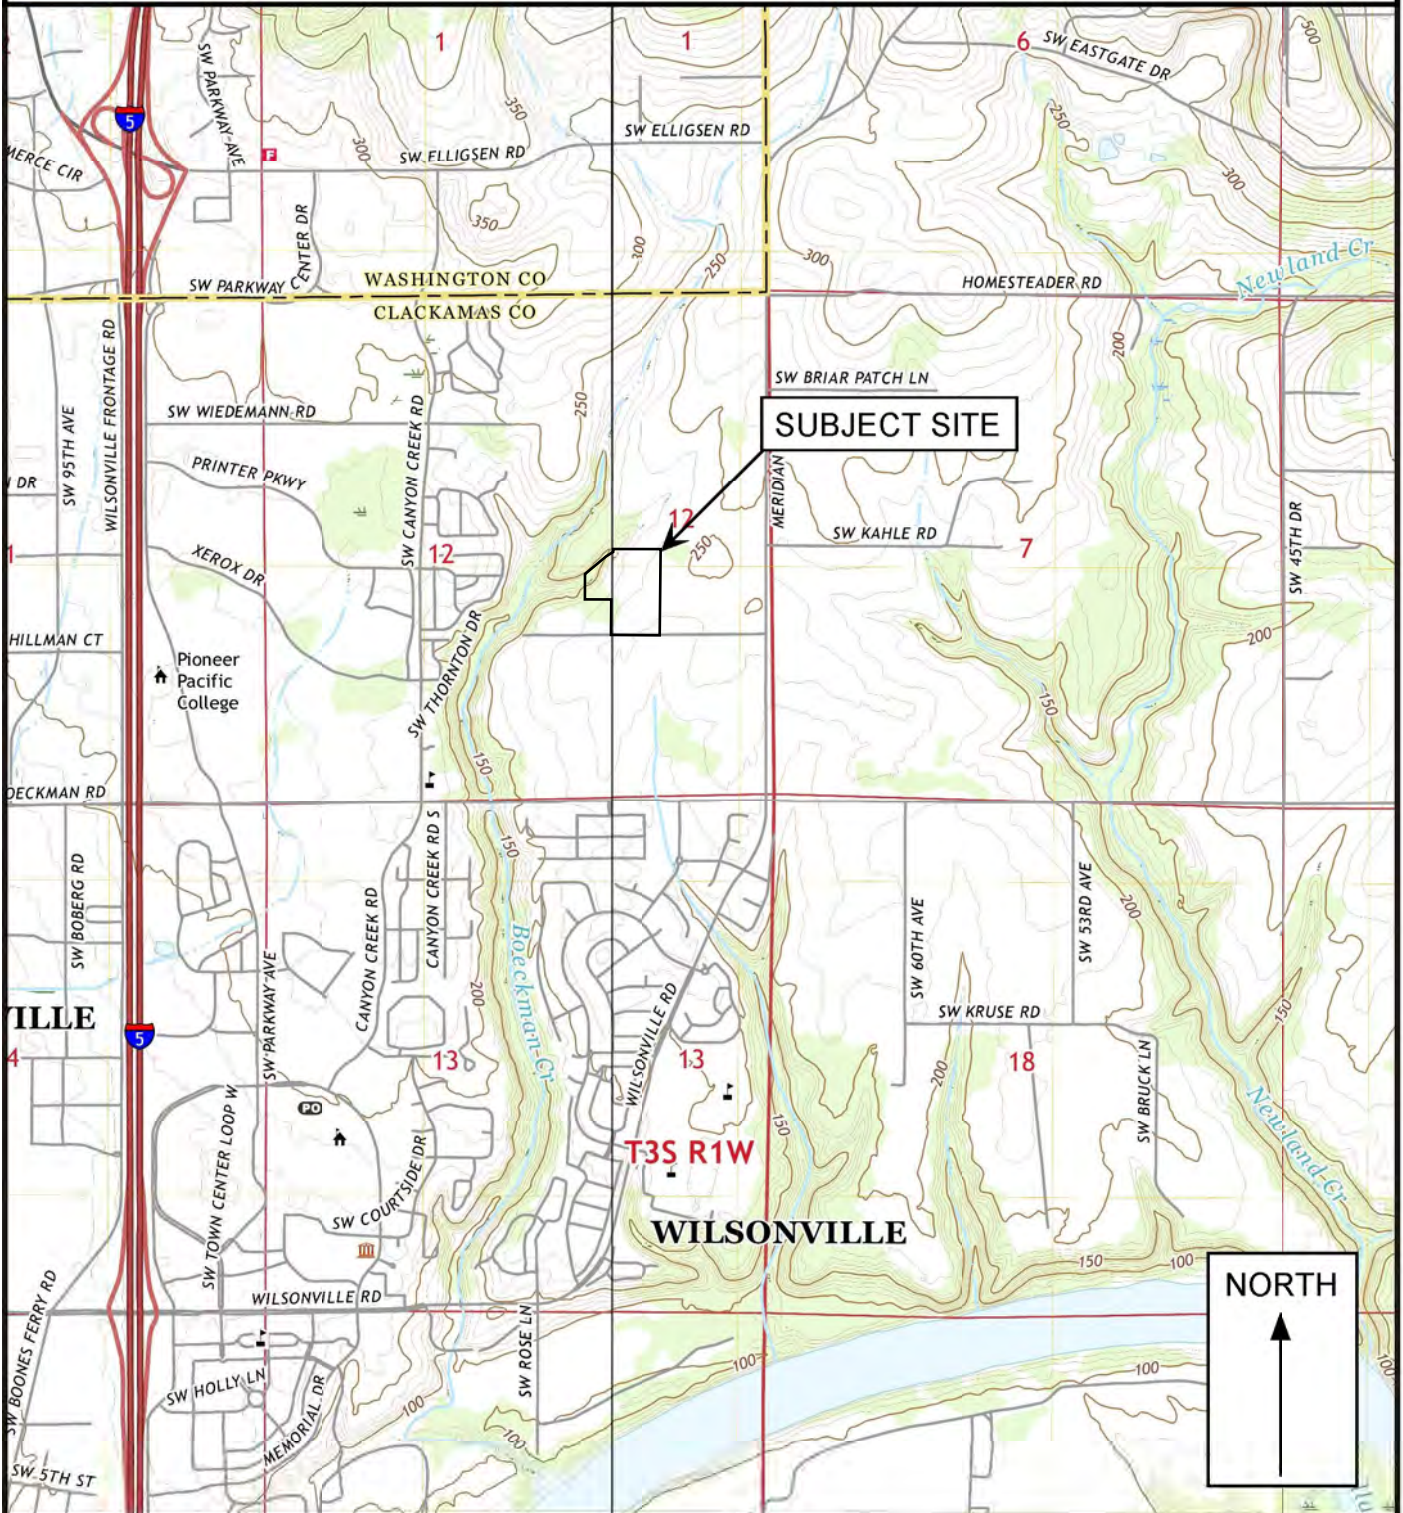 1
1
6
SW EASTGATE DR
500
SW PARKWAY AVE
350
5
250
SW ELLIGSEN RD
300
SW ELLIGSEN RD
F
MERCE CIR
300
350
CENTER DR
300
250
300
Newland Cr
SW PARKWAY
WASHINGTON CO
HOMESTEADER RD
CLACKAMAS CO
WILSONVILLE FRONTAGE RD
200
SW BRIAR PATCH LN
250
SW WIEDEMANN RD
SW 95TH AVE
SW CANYON CREEK RD
SUBJECT SITE
PRINTER PKWY
N DR
MERIDIAN
12
SW KAHLE RD
SW 45TH DR
1
XEROX DR
12
250
7
HILLMAN CT
200
Pioneer
Pacific
College
SW THORNTON DR
150
150
OECKMAN RD
150
SW BOBERG RD
CANYON CREEK RD S
SW 53RD AVE
200
CANYON CREEK RD
SW 60TH AVE
Boeckman Cr
SW PARKWAY AVE
200
WILSONVILLE RD
SW KRUSE RD
150
VILLE
5
4
13
13
18
200
SW BRUCK LN
PO
SW TOWN CENTER LOOP W
150
Newland Cr
SW COURTSIDE DR
T3S R1W
WILSONVILLE
150
100
NORTH
WILSONVILLE RD
SW BOONES FERRY RD
SW ROSE LN
100
100
100
SW HOLLY LN
MEMORIAL DR
100
100
SW 5TH ST